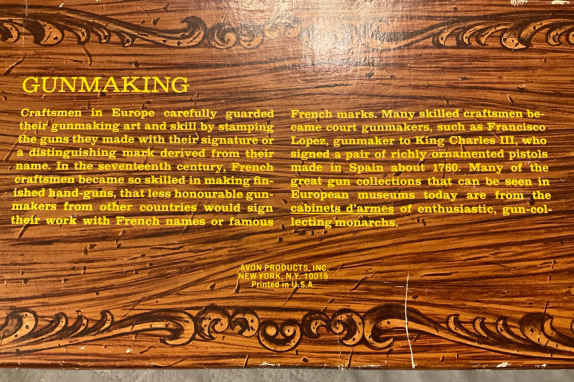 GUNMAKING
Craftsmen in Europe carefully guarded
their gunmaking art and skill by stamping
the guns they made with their signature or
a distinguishing mark derived from their
name. In the seventeenth century, French
craftsmen became so skilled in making fin-
ished hand-guns, that less honourable gun-
makers from other countries would sign
their work with French names or famous
French marks. Many skilled craftsmen be-
came court gunmakers, such as Francisco
Lopez, gunmaker to King Charles III, who
signed a pair of richly ornamented pistols
made in Spain about 1760. Many of the
great gun collections that can be seen in
European museums today are from the
cabinets d'armes of enthusiastic, gun-col-
lecting monarchs.
AVON PRODUCTS, INC.
NEW YORK, N.Y. 10019
Printed in U.S.A.